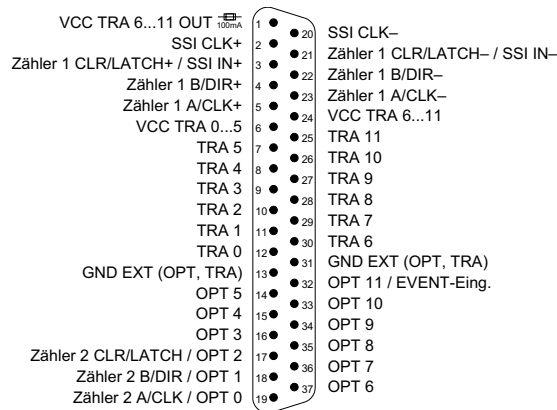 VCC TRA 6...11 OUT 100mA 1
SSI CLK+ 2
Zähler 1 CLR/LATCH+ / SSI IN+ 3
Zähler 1 B/DIR+ 4
Zähler 1 A/CLK+ 5
VCC TRA 0...5 6
TRA 5 7
TRA 4 8
TRA 3 9
TRA 2 10
TRA 1 11
TRA 0 12
GND EXT (OPT, TRA) 13
OPT 5 14
OPT 4 15
OPT 3 16
Zähler 2 CLR/LATCH / OPT 2 17
Zähler 2 B/DIR / OPT 1 18
Zähler 2 A/CLK / OPT 0 19
20 SSI CLK–
21 Zähler 1 CLR/LATCH– / SSI IN–
22 Zähler 1 B/DIR–
23 Zähler 1 A/CLK–
24 VCC TRA 6...11
25 TRA 11
26 TRA 10
27 TRA 9
28 TRA 8
29 TRA 7
30 TRA 6
31 GND EXT (OPT, TRA)
32 OPT 11 / EVENT-Eing.
33 OPT 10
34 OPT 9
35 OPT 8
36 OPT 7
37 OPT 6